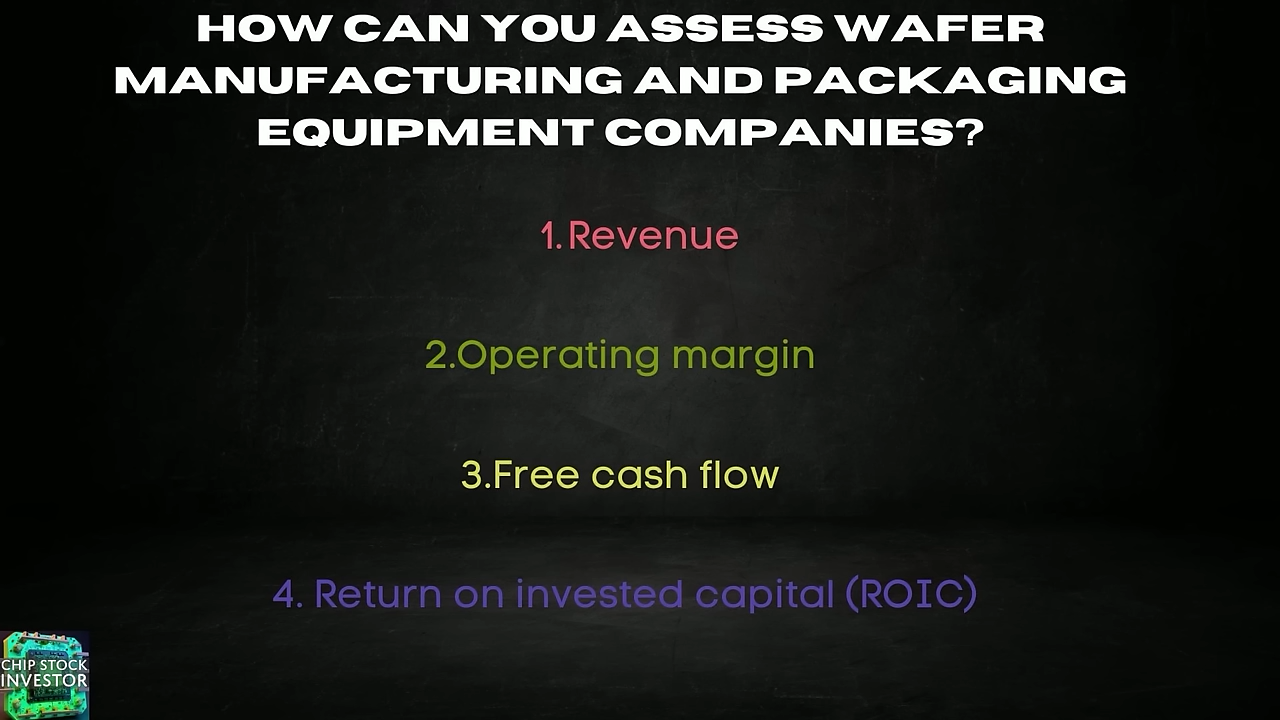 HOW CAN YOU ASSESS WAFER
MANUFACTURING AND PACKAGING
EQUIPMENT COMPANIES?
1.Revenue
2.Operating margin
3.Free cash flow
4. Return on invested capital (ROIC)
CHIP STOCK
INVESTOR